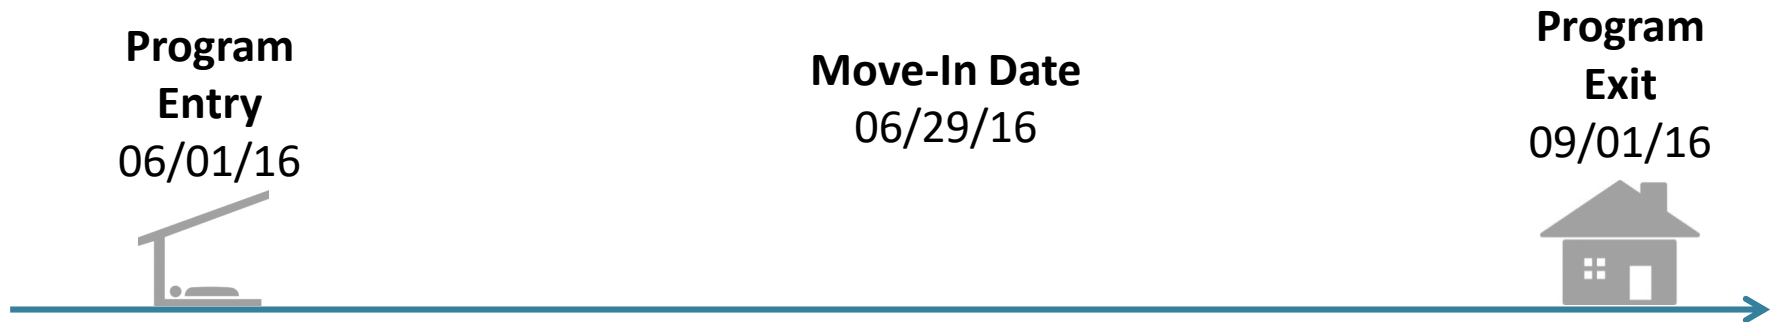 Program
Entry
06/01/16
Move-In Date
06/29/16
Program
Exit
09/01/16